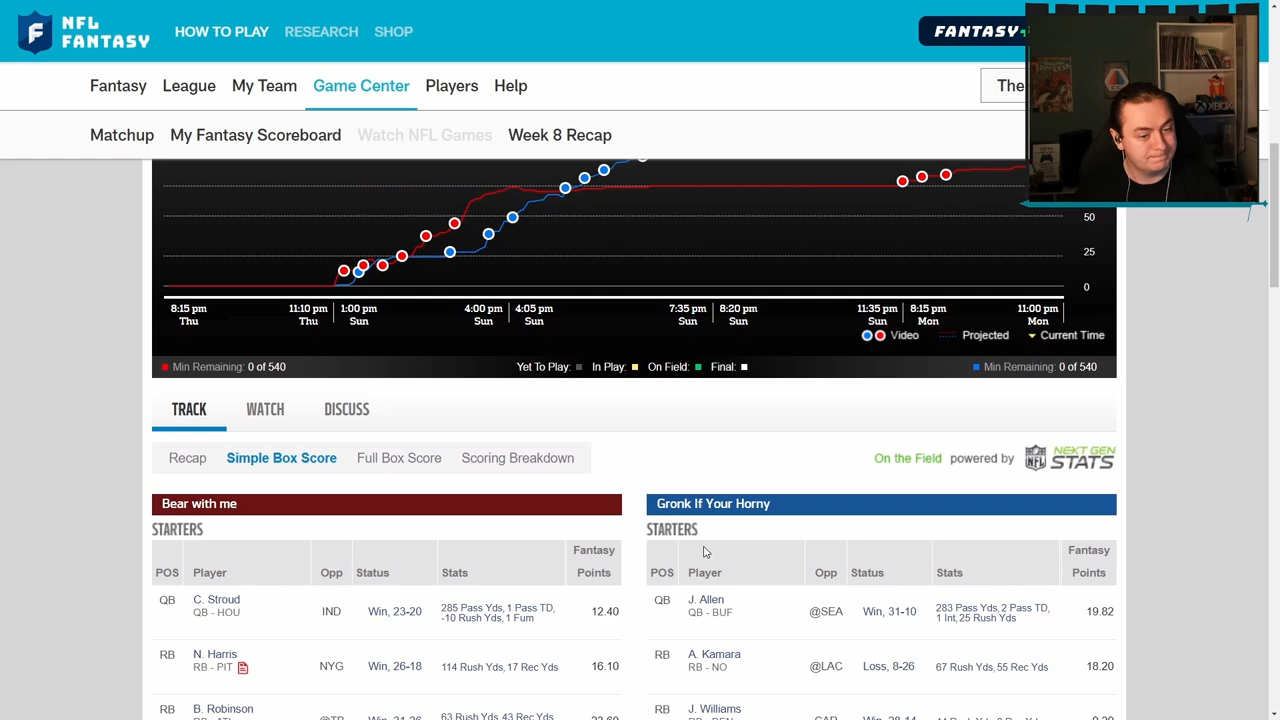 NFL FANTASY
HOW TO PLAY RESEARCH SHOP
FANTASY+
Fantasy League My Team Game Center Players Help
The
Matchup My Fantasy Scoreboard Watch NFL Games Week 8 Recap
50
25
0
8:15 pm Thu 11:10 pm Thu 1:00 pm Sun 4:00 pm Sun 4:05 pm Sun 7:35 pm Sun 8:20 pm Sun 11:35 pm Sun 8:15 pm Mon 11:00 pm Mon
Video Projected Current Time
Min Remaining: 0 of 540 Yet To Play: In Play: On Field: Final: Min Remaining: 0 of 540
TRACK WATCH DISCUSS
Recap Simple Box Score Full Box Score Scoring Breakdown
On the Field powered by NFL NEXT GEN STATS
Bear with me
STARTERS
POS Player Opp Status Stats Fantasy Points
QB C. Stroud QB - HOU IND Win, 23-20 285 Pass Yds, 1 Pass TD, -10 Rush Yds, 1 Fum 12.40
RB N. Harris RB - PIT NYG Win, 26-18 114 Rush Yds, 17 Rec Yds 16.10
B. Robinson 63 Rush Yds, 43 Rec Yds
Gronk If Your Horny
STARTERS
POS Player Opp Status Stats Fantasy Points
QB J. Allen QB - BUF @SEA Win, 31-10 283 Pass Yds, 2 Pass TD, 1 Int, 25 Rush Yds 19.82
RB A. Kamara RB - NO @LAC Loss, 8-26 67 Rush Yds, 55 Rec Yds 18.20
RB J. Williams
XBOX